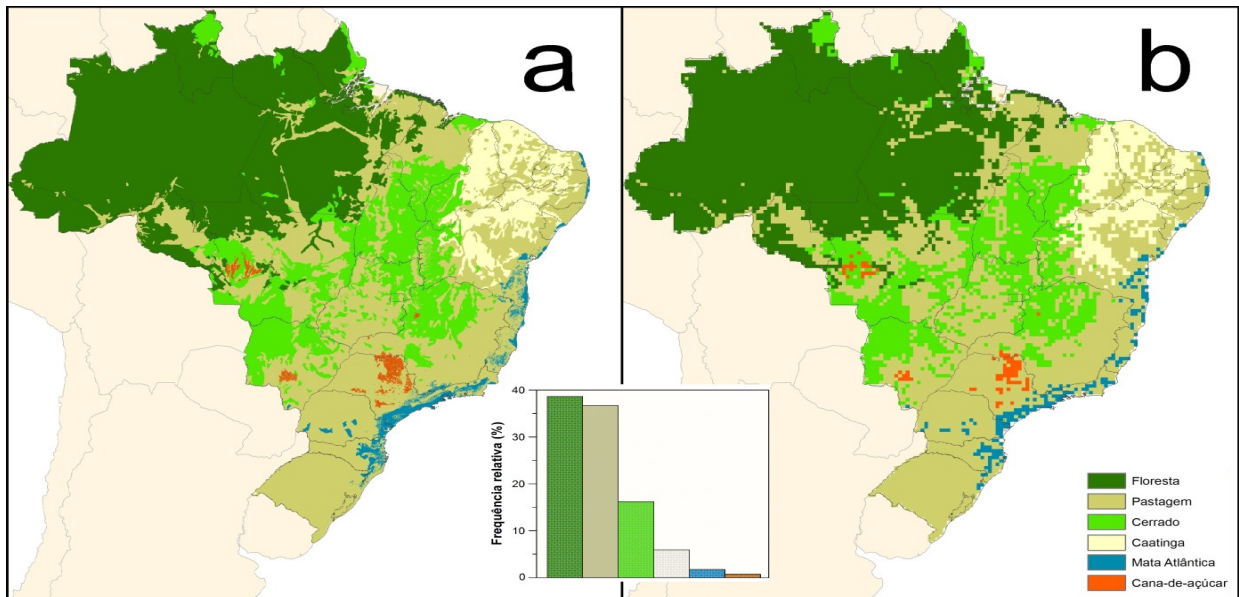 a
b
Frequência relativa (%)
40
30
20
10
0
Floresta
Pastagem
Cerrado
Caatinga
Mata Atlântica
Cana-de-açúcar